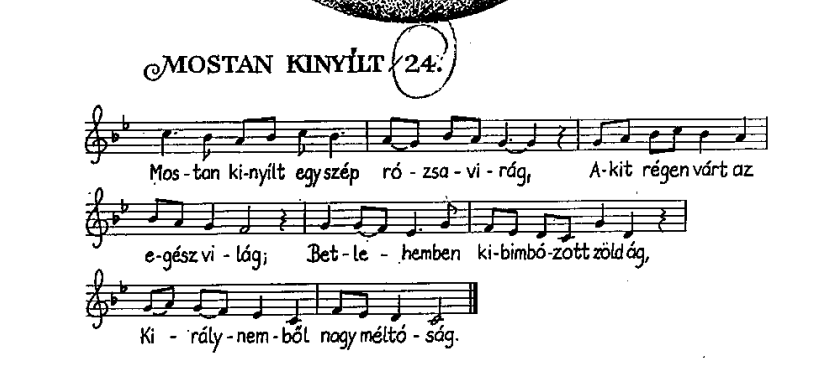 MOSTAN KINYÍLT 24.
Mos-tan ki-nyílt egy szép ró-zsa-vi-rág, A-kit régen várt az
e-gész vi-lág; Bet-le-hemben ki-bimbó-zott zöld ág,
Ki-rály-nem-ből nagy méltó-ság.